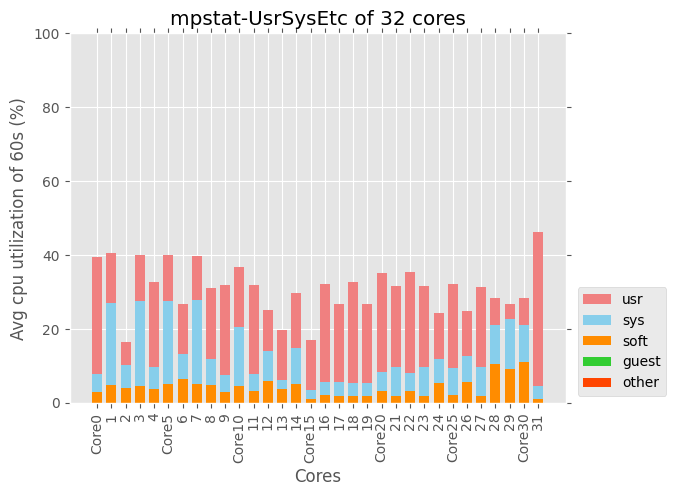 mpstat-UsrSysEtc of 32 cores
Avg cpu utilization of 60s (%)
100
80
60
40
20
0
Core0
1
2
3
4
Core5
6
7
8
9
Core10
11
12
13
14
Core15
16
17
18
19
Core20
21
22
23
24
Core25
26
27
28
29
Core30
31
Cores
usr
sys
soft
guest
other